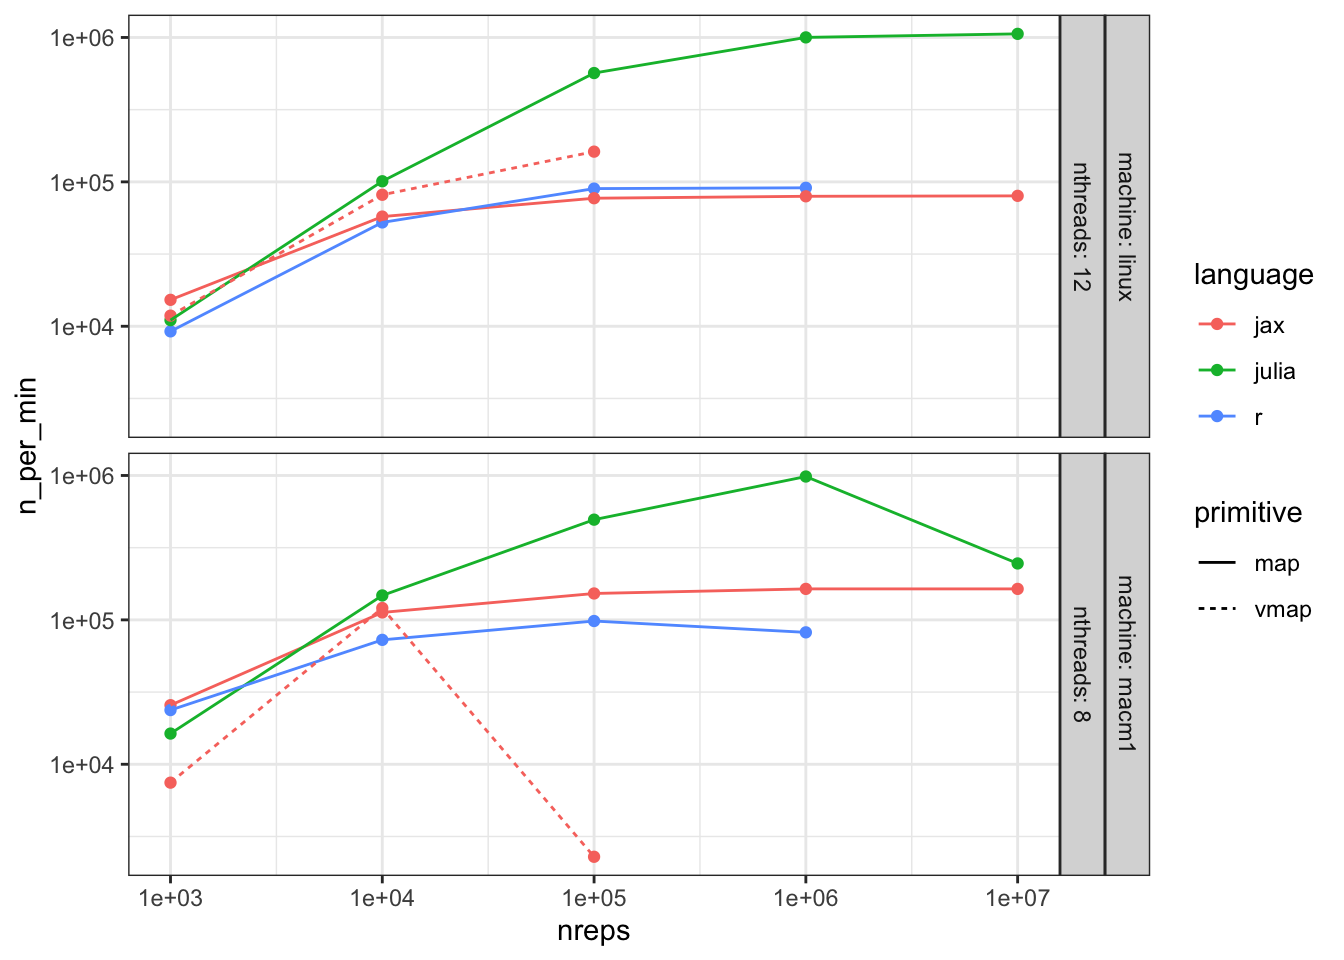 1e+06
1e+05
1e+04
nthreads: 12
machine: linux
n_per_min
1e+06
1e+05
1e+04
nthreads: 8
machine: macm1
1e+03
1e+04
1e+05
1e+06
1e+07
nreps
language
jax
julia
r
primitive
map
vmap